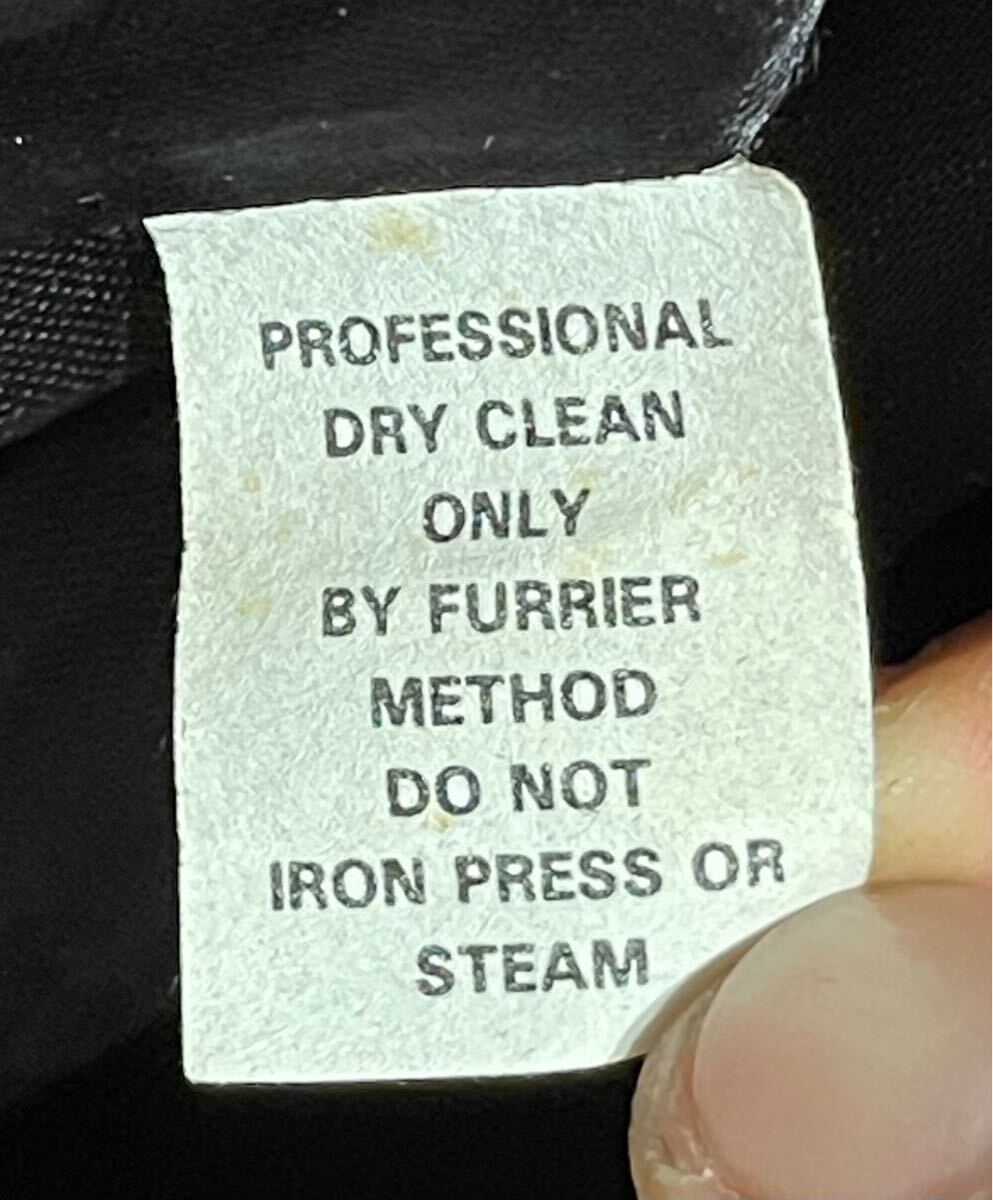 PROFESSIONAL
DRY CLEAN
ONLY
BY FURRIER
METHOD
DO NOT
IRON PRESS OR
STEAM